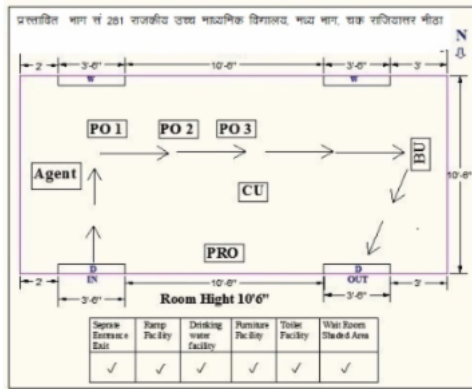 प्रस्तावित भाग सं 281 राजकीय उच्च माध्यमिक विद्यालय, मध्य भाग, चक राजियासर मीठा
N
2' 3'-6" 10'-6" 3'-6" 3'
W W
PO 1 PO 2 PO 3
BU
Agent
10'-6"
CU
PRO
D D
IN OUT
2' 3'-6" 10'-6" 3'-6" 3'
Room Hight 10'6"
Seprate Entrance Exit
Ramp Facility
Drinking water facility
Furniture Facility
Toilet Facility
Wait Room Shaded Area
✓ ✓ ✓ ✓ ✓ ✓